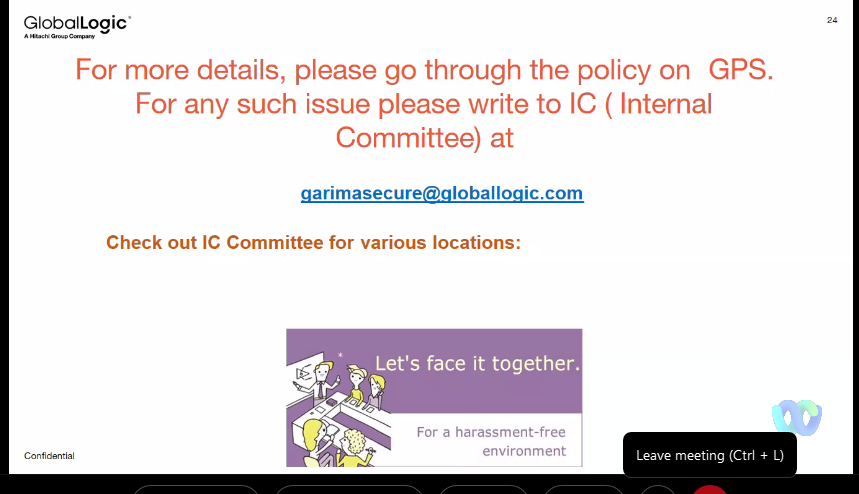 GlobalLogic
A Hitachi Group Company
24
For more details, please go through the policy on GPS.
For any such issue please write to IC ( Internal
Committee) at
garimasecure@globallogic.com
Check out IC Committee for various locations:
Let's face it together.
For a harassment-free
environment
Confidential
Leave meeting (Ctrl + L)